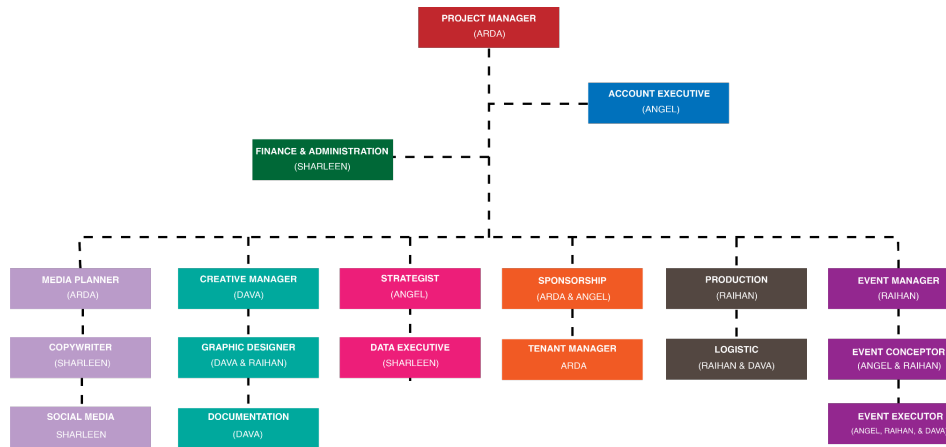 PROJECT MANAGER
(ARDA)
ACCOUNT EXECUTIVE
(ANGEL)
FINANCE & ADMINISTRATION
(SHARLEEN)
MEDIA PLANNER
(ARDA)
CREATIVE MANAGER
(DAVA)
STRATEGIST
(ANGEL)
SPONSORSHIP
(ARDA & ANGEL)
PRODUCTION
(RAIHAN)
EVENT MANAGER
(RAIHAN)
COPYWRITER
(SHARLEEN)
GRAPHIC DESIGNER
(DAVA & RAIHAN)
DATA EXECUTIVE
(SHARLEEN)
TENANT MANAGER
ARDA
LOGISTIC
(RAIHAN & DAVA)
EVENT CONCEPTOR
(ANGEL & RAIHAN)
SOCIAL MEDIA
SHARLEEN
DOCUMENTATION
(DAVA)
EVENT EXECUTOR
(ANGEL, RAIHAN, & DAVA)